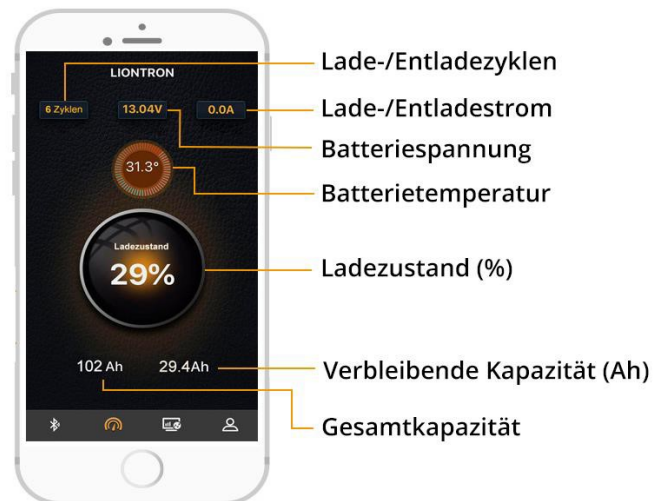 LIONTRON
6 Zyklen
13.04V
0.0A
31.3°
Ladezustand
29%
102 Ah
29.4Ah
Lade-/Entladezyklen
Lade-/Entladestrom
Batteriespannung
Batterietemperatur
Ladezustand (%)
Verbleibende Kapazität (Ah)
Gesamtkapazität